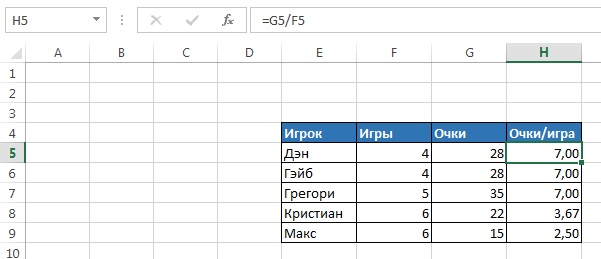 H5 fx =G5/F5
A B C D E F G H
1
2
3
4 Игрок Игры Очки Очки/игра
5 Дэн 4 28 7,00
6 Гэйб 4 28 7,00
7 Грегори 5 35 7,00
8 Кристиан 6 22 3,67
9 Макс 6 15 2,50
10